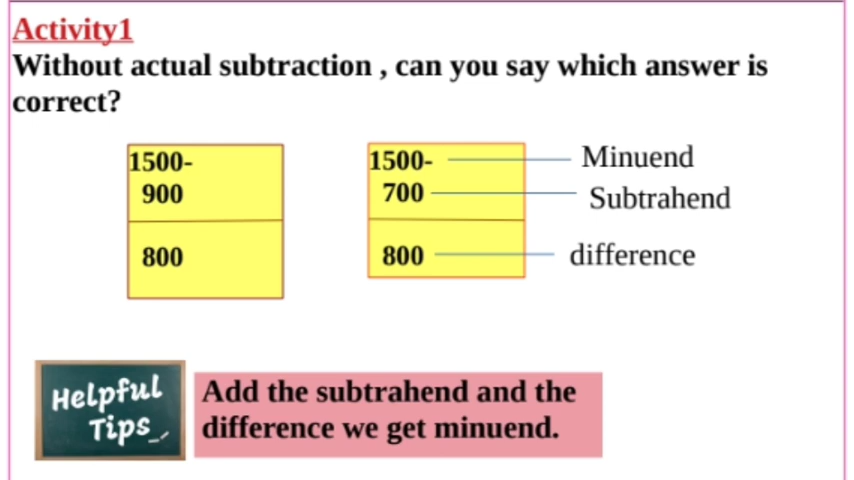 Activity1
Without actual subtraction , can you say which answer is
correct?
1500-
900
800
1500-
700
800
Minuend
Subtrahend
difference
Helpful
Tips
Add the subtrahend and the
difference we get minuend.